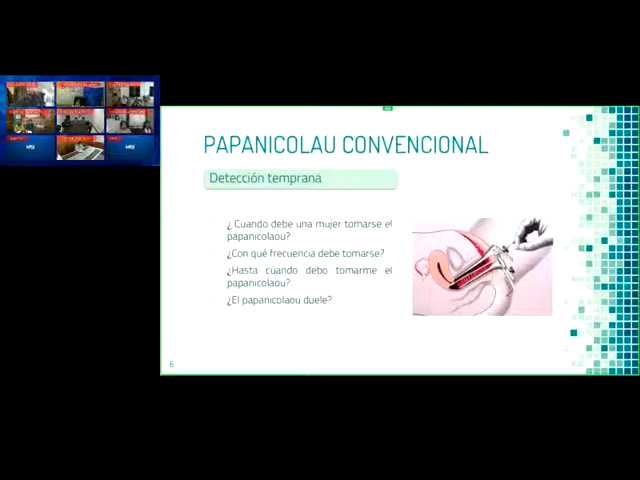 PAPANICOLAU CONVENCIONAL
Detección temprana
¿ Cuando debe una mujer tomarse el
papanicolaou?
¿Con qué frecuencia debe tomarse?
¿Hasta cuando debo tomarme el
papanicolaou?
¿El papanicolaou duele?
6